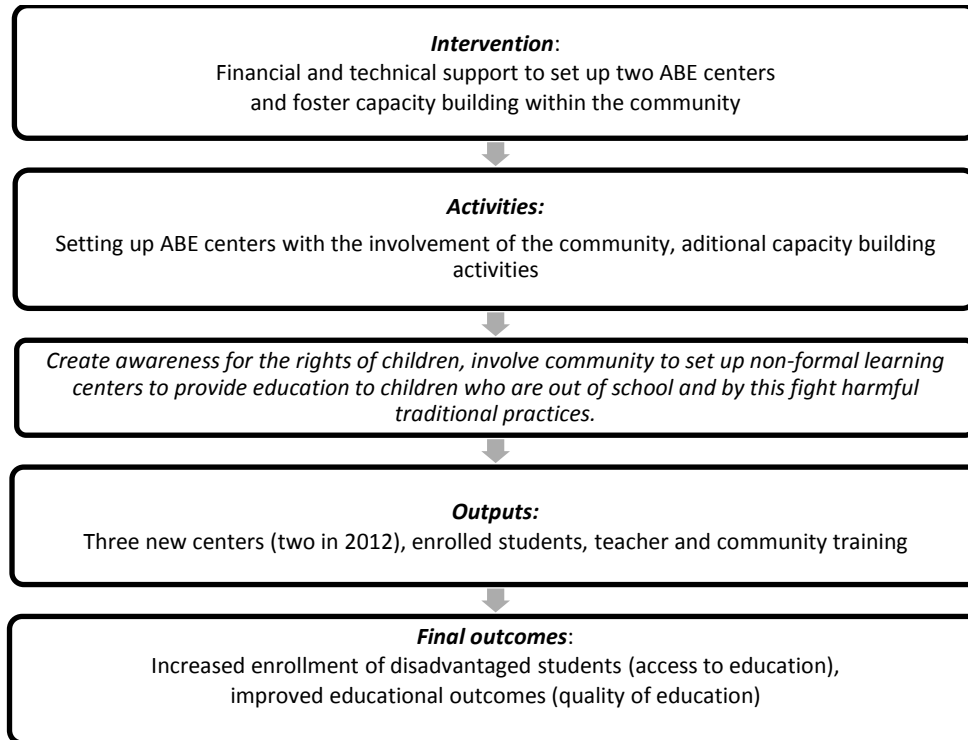 Intervention:
Financial and technical support to set up two ABE centers
and foster capacity building within the community
Activities:
Setting up ABE centers with the involvement of the community, aditional capacity building
activities
Create awareness for the rights of children, involve community to set up non-formal learning
centers to provide education to children who are out of school and by this fight harmful
traditional practices.
Outputs:
Three new centers (two in 2012), enrolled students, teacher and community training
Final outcomes:
Increased enrollment of disadvantaged students (access to education),
improved educational outcomes (quality of education)